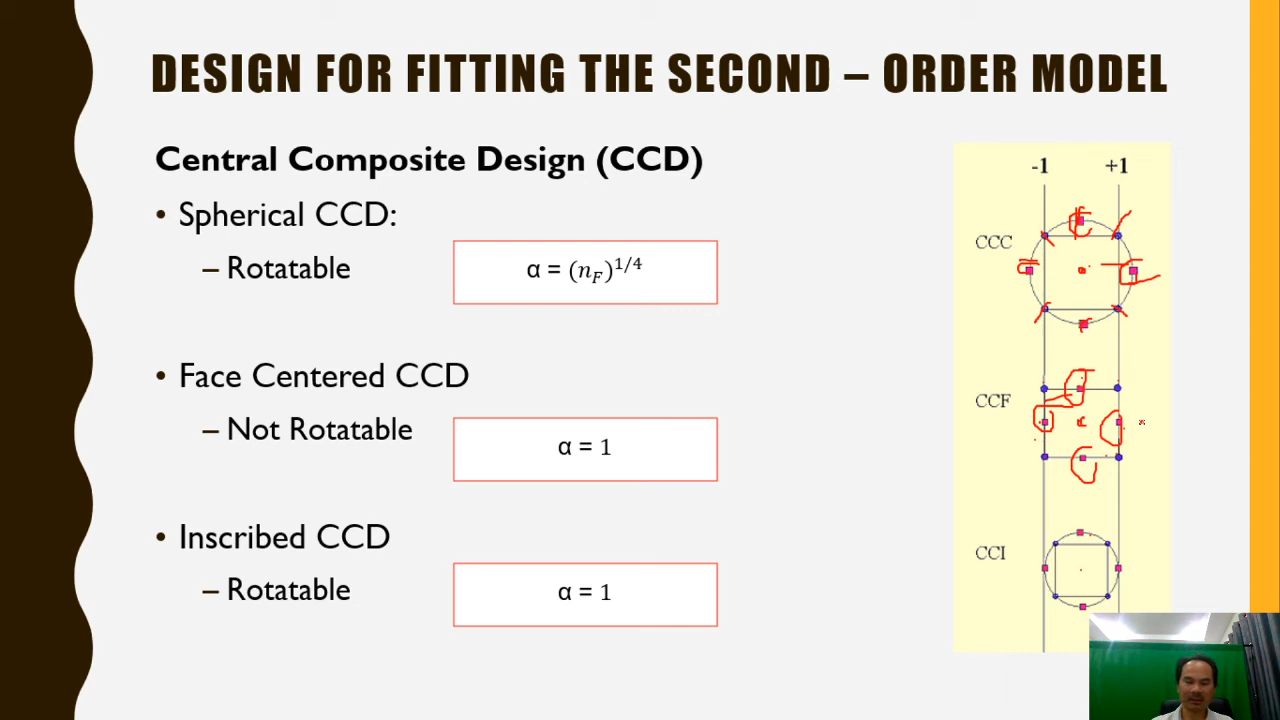 DESIGN FOR FITTING THE SECOND – ORDER MODEL
Central Composite Design (CCD)
• Spherical CCD:
– Rotatable
α = (n_F)^{1/4}
• Face Centered CCD
– Not Rotatable
α = 1
• Inscribed CCD
– Rotatable
α = 1
-1 +1
CCC
CCF
CCI